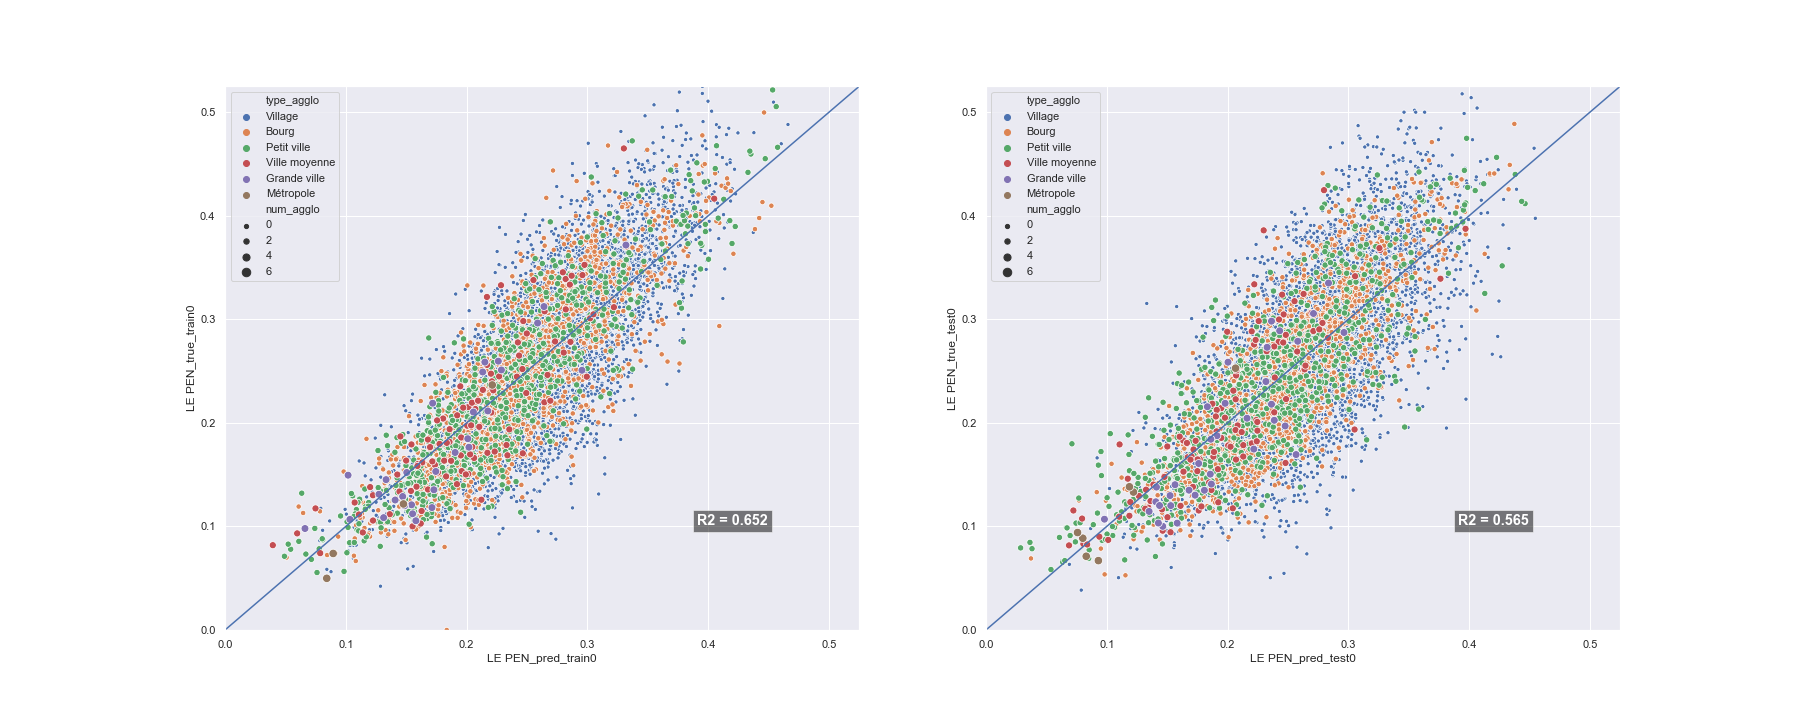 type_agglo
Village
Bourg
Petit ville
Ville moyenne
Grande ville
Métropole
num_agglo
0
2
4
6
0.5
0.4
0.3
0.2
0.1
0.0
LE PEN_true_train0
R2 = 0.652
0.0 0.1 0.2 0.3 0.4 0.5
LE PEN_pred_train0
type_agglo
Village
Bourg
Petit ville
Ville moyenne
Grande ville
Métropole
num_agglo
0
2
4
6
0.5
0.4
0.3
0.2
0.1
0.0
LE PEN_true_test0
R2 = 0.565
0.0 0.1 0.2 0.3 0.4 0.5
LE PEN_pred_test0